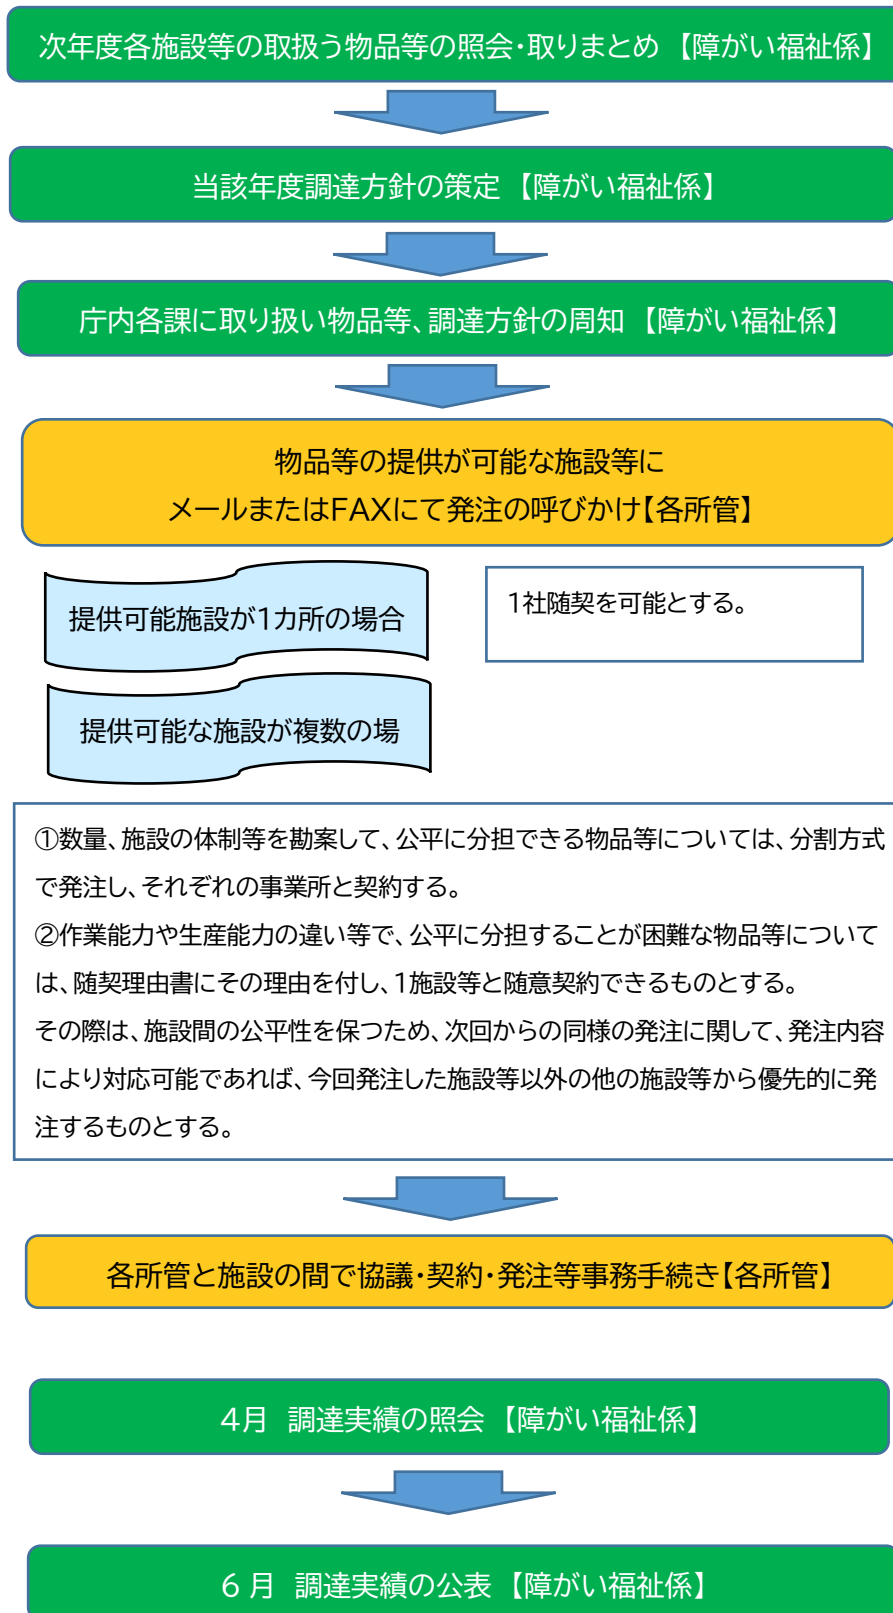 次年度各施設等の取扱う物品等の照会・取りまとめ 【障がい福祉係】
当該年度調達方針の策定 【障がい福祉係】
庁内各課に取り扱い物品等、調達方針の周知 【障がい福祉係】
物品等の提供が可能な施設等に
メールまたはFAXにて発注の呼びかけ【各所管】
提供可能施設が1カ所の場合
1社随契を可能とする。
提供可能な施設が複数の場
①数量、施設の体制等を勘案して、公平に分担できる物品等については、分割方式
で発注し、それぞれの事業所と契約する。
②作業能力や生産能力の違い等で、公平に分担することが困難な物品等について
は、随契理由書にその理由を付し、1施設等と随意契約できるものとする。
その際は、施設間の公平性を保つため、次回からの同様の発注に関して、発注内容
により対応可能であれば、今回発注した施設等以外の他の施設等から優先的に発
注するものとする。
各所管と施設の間で協議・契約・発注等事務手続き【各所管】
4月 調達実績の照会 【障がい福祉係】
6月 調達実績の公表 【障がい福祉係】